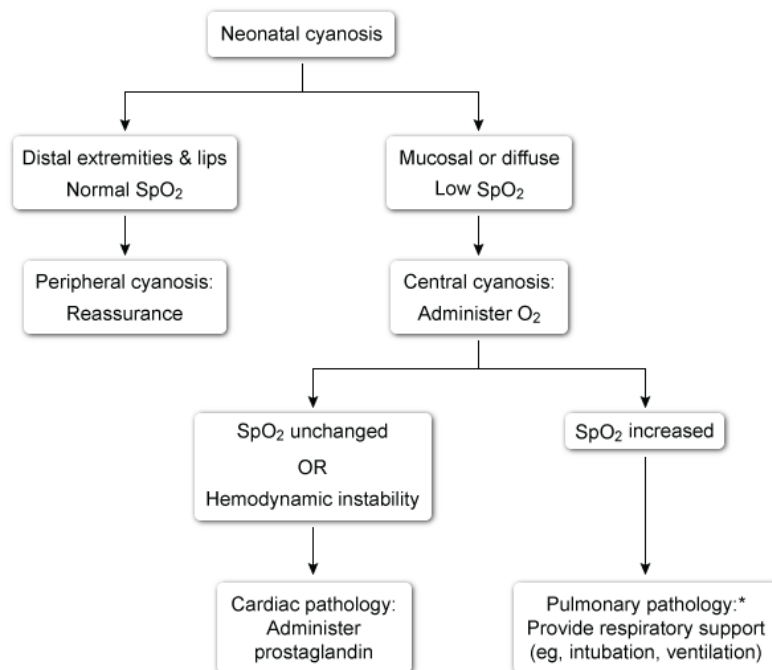 Neonatal cyanosis
Distal extremities & lips
Normal SpO₂
Mucosal or diffuse
Low SpO₂
Peripheral cyanosis:
Reassurance
Central cyanosis:
Administer O₂
SpO₂ unchanged
OR
Hemodynamic instability
SpO₂ increased
Cardiac pathology:
Administer
prostaglandin
Pulmonary pathology:*
Provide respiratory support
(eg, intubation, ventilation)